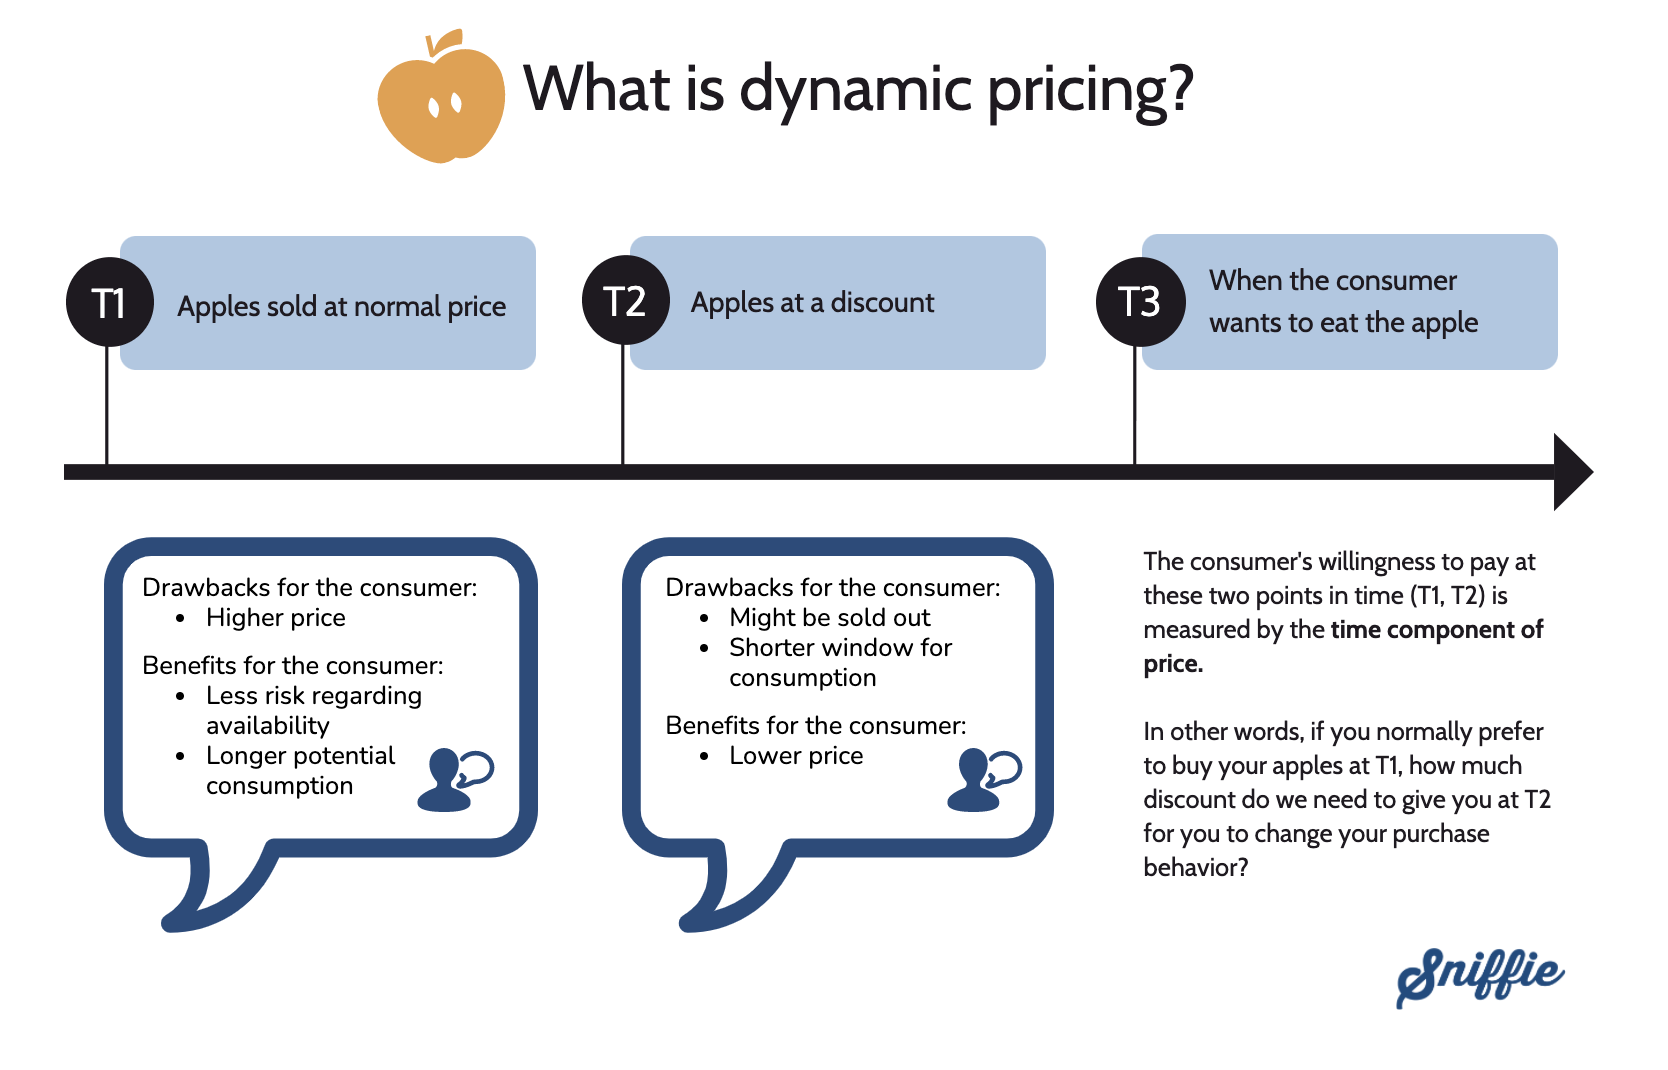 What is dynamic pricing?
T1
Apples sold at normal price
T2
Apples at a discount
T3
When the consumer
wants to eat the apple
Drawbacks for the consumer:
• Higher price
Benefits for the consumer:
• Less risk regarding
availability
• Longer potential
consumption
Drawbacks for the consumer:
• Might be sold out
• Shorter window for
consumption
Benefits for the consumer:
• Lower price
The consumer's willingness to pay at
these two points in time (T1, T2) is
measured by the time component of
price.
In other words, if you normally prefer
to buy your apples at T1, how much
discount do we need to give you at T2
for you to change your purchase
behavior?
Sniffie